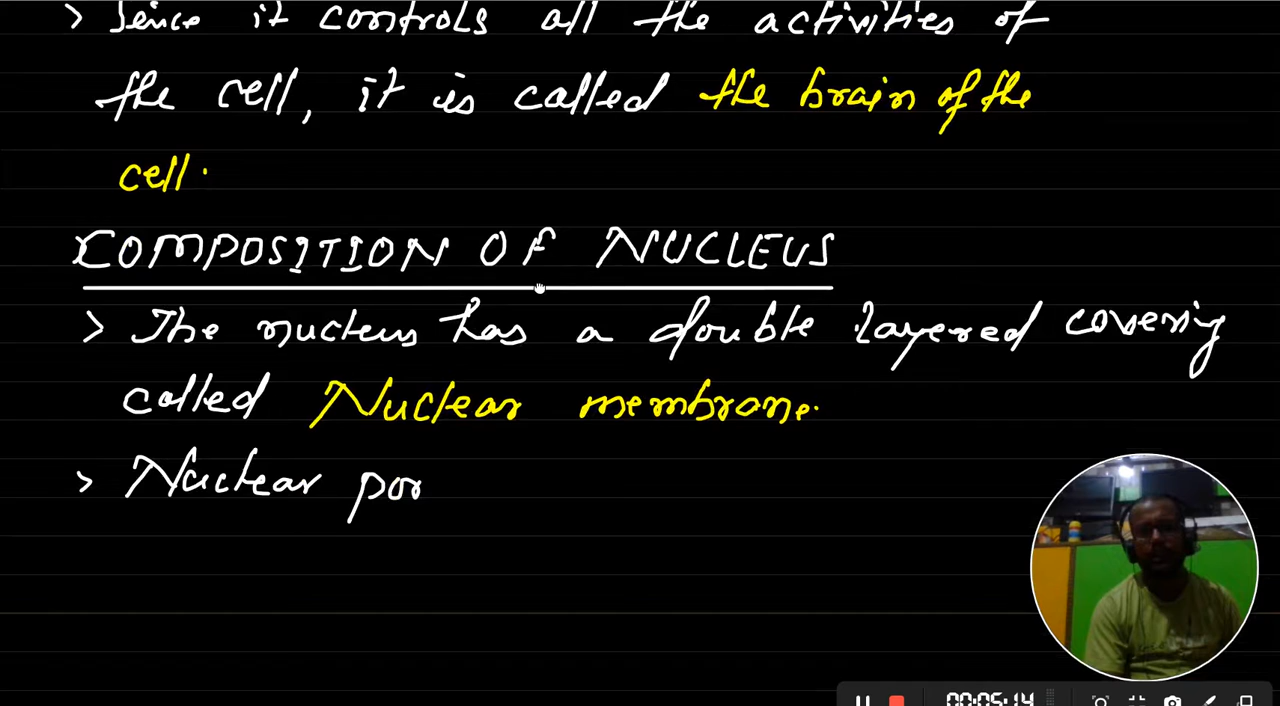 > Since it controls all the activities of
the cell, it is called the brain of the
cell.
COMPOSITION OF NUCLEUS
> The nucleus has a double layered covering
called Nuclear membrane.
> Nuclear por
00:05:14